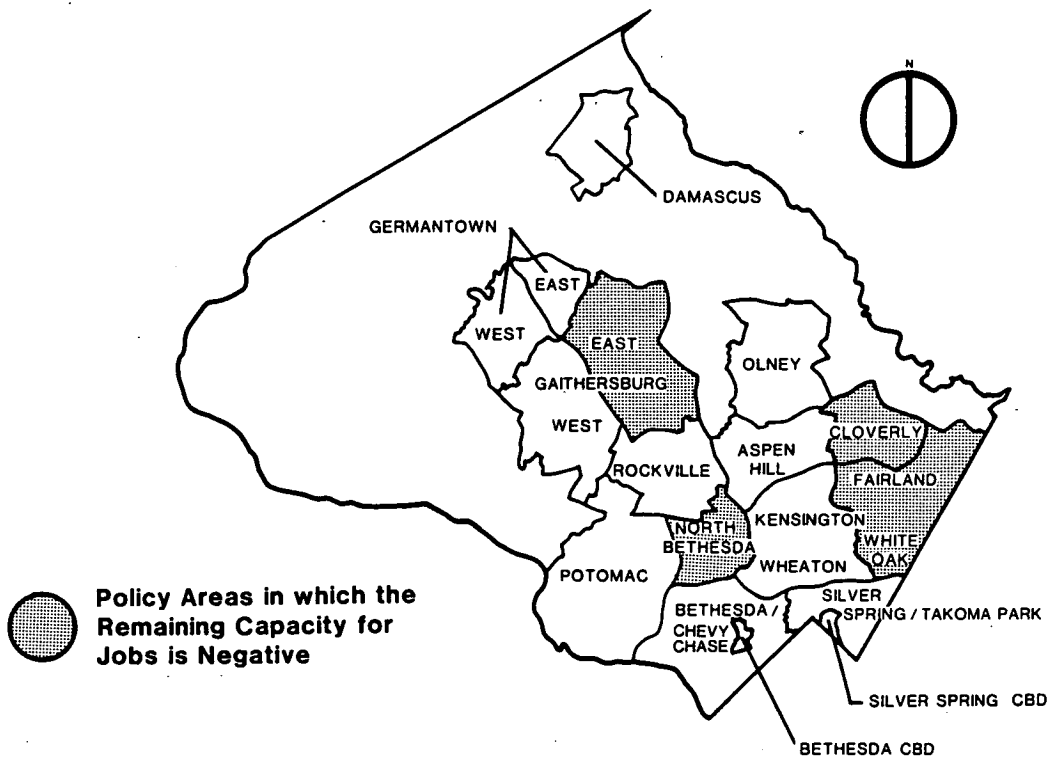 N
DAMASCUS
GERMANTOWN
EAST
WEST
EAST
GAITHERSBURG
WEST
OLNEY
CLOVERLY
ASPEN
HILL
ROCKVILLE
FAIRLAND
NORTH
BETHESDA
KENSINGTON
WHEATON
WHITE
OAK
POTOMAC
SILVER
SPRING / TAKOMA PARK
BETHESDA /
CHEVY
CHASE
SILVER SPRING CBD
BETHESDA CBD
Policy Areas in which the
Remaining Capacity for
Jobs is Negative